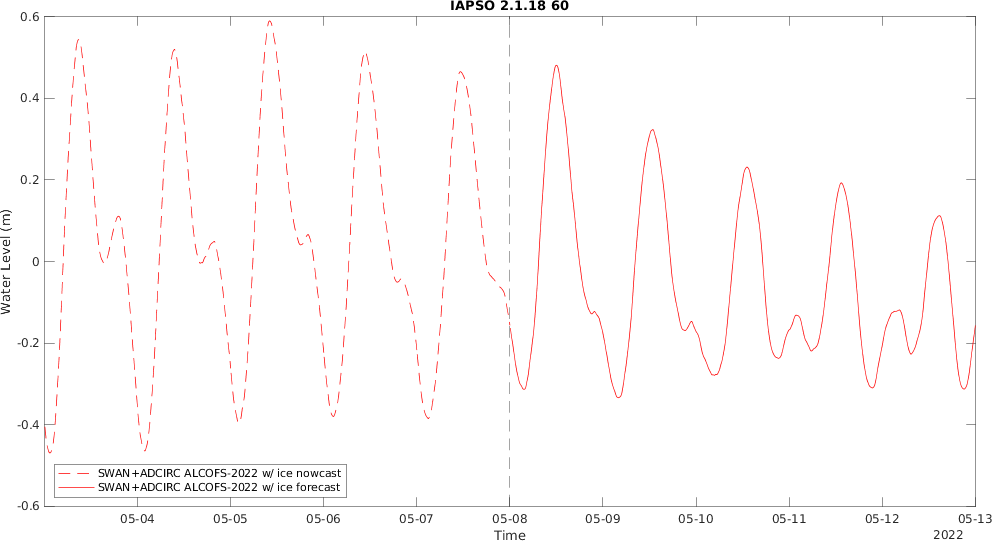 IAPSO 2.1.18 60
Water Level (m)
0.6
0.4
0.2
0
-0.2
-0.4
-0.6
SWAN+ADCIRC ALCOFS-2022 w/ ice nowcast
SWAN+ADCIRC ALCOFS-2022 w/ ice forecast
05-04 05-05 05-06 05-07 05-08 05-09 05-10 05-11 05-12 05-13
Time
2022